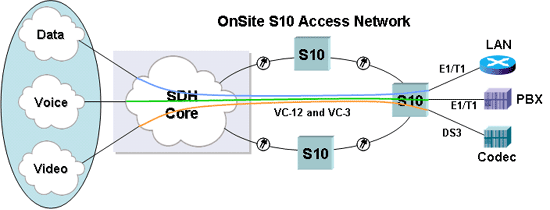 OnSite S10 Access Network
Data
Voice
Video
SDH
Core
S10
S10
S10
VC-12 and VC-3
E1/T1
LAN
E1/T1
PBX
DS3
Codec